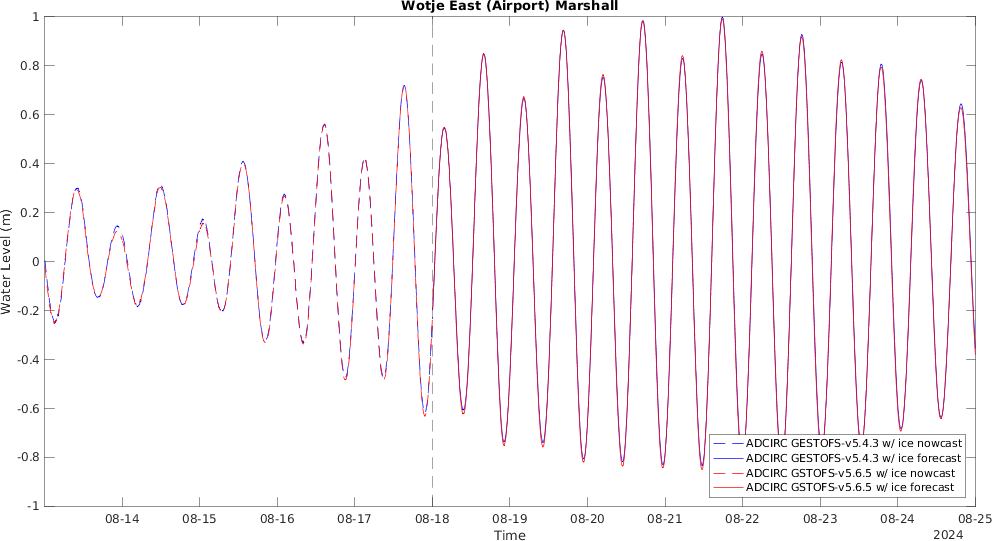 Wotje East (Airport) Marshall
Water Level (m)
1
0.8
0.6
0.4
0.2
0
-0.2
-0.4
-0.6
-0.8
-1
ADCIRC GESTOFS-v5.4.3 w/ ice nowcast
ADCIRC GESTOFS-v5.4.3 w/ ice forecast
ADCIRC GSTOFS-v5.6.5 w/ ice nowcast
ADCIRC GSTOFS-v5.6.5 w/ ice forecast
08-14 08-15 08-16 08-17 08-18 08-19 08-20 08-21 08-22 08-23 08-24 08-25
Time
2024